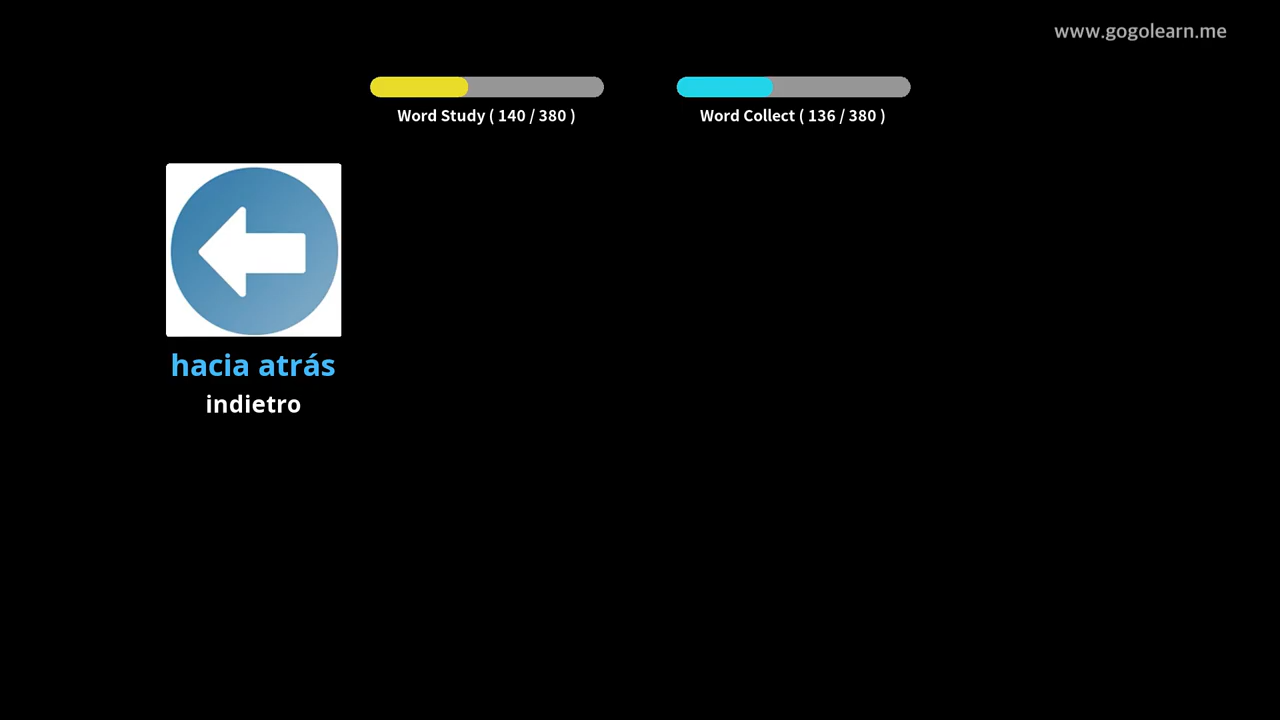 www.gogolearn.me
Word Study ( 140 / 380 )
Word Collect ( 136 / 380 )
hacia atrás
indietro